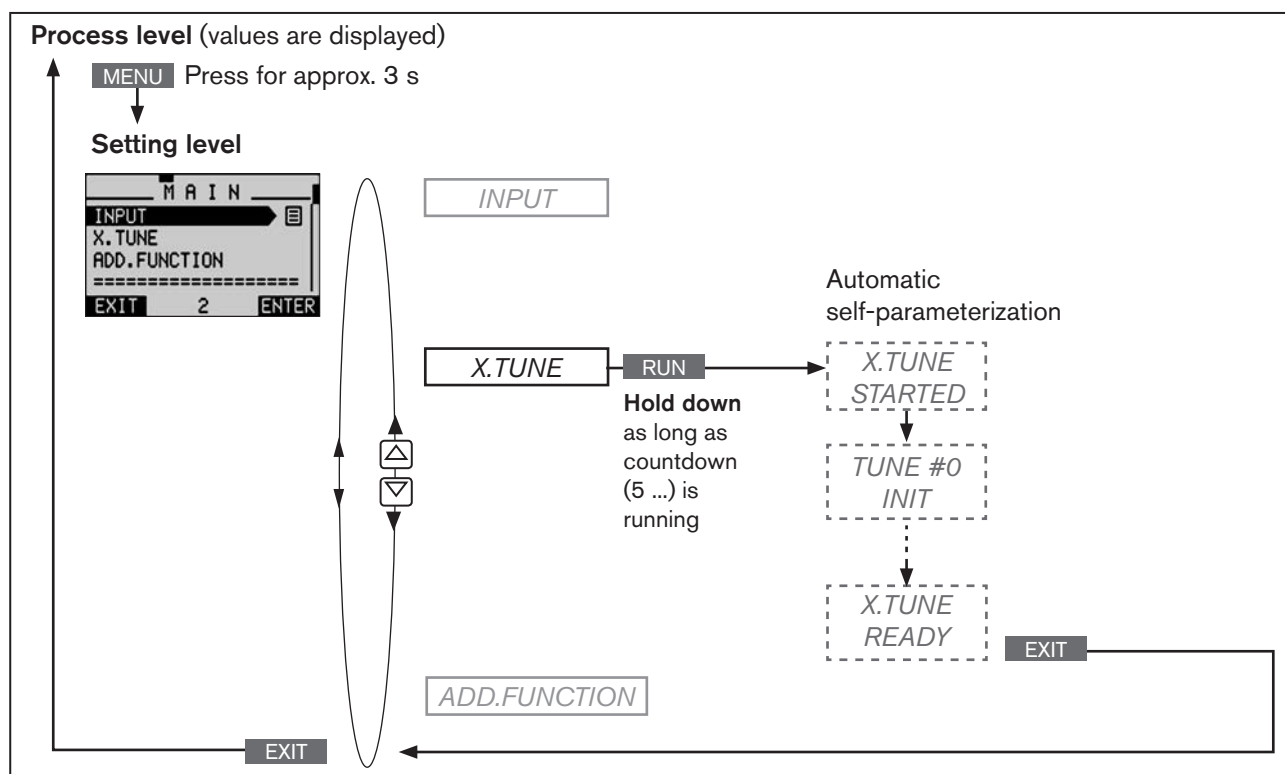 Process level (values are displayed)
MENU Press for approx. 3 s
Setting level
MAIN
INPUT
X.TUNE
ADD.FUNCTION
====================
EXIT 2 ENTER
INPUT
Automatic
self-parameterization
X.TUNE
RUN
Hold down
as long as
countdown
(5 ...) is
running
X.TUNE
STARTED
TUNE #0
INIT
X.TUNE
READY
EXIT
ADD.FUNCTION
EXIT